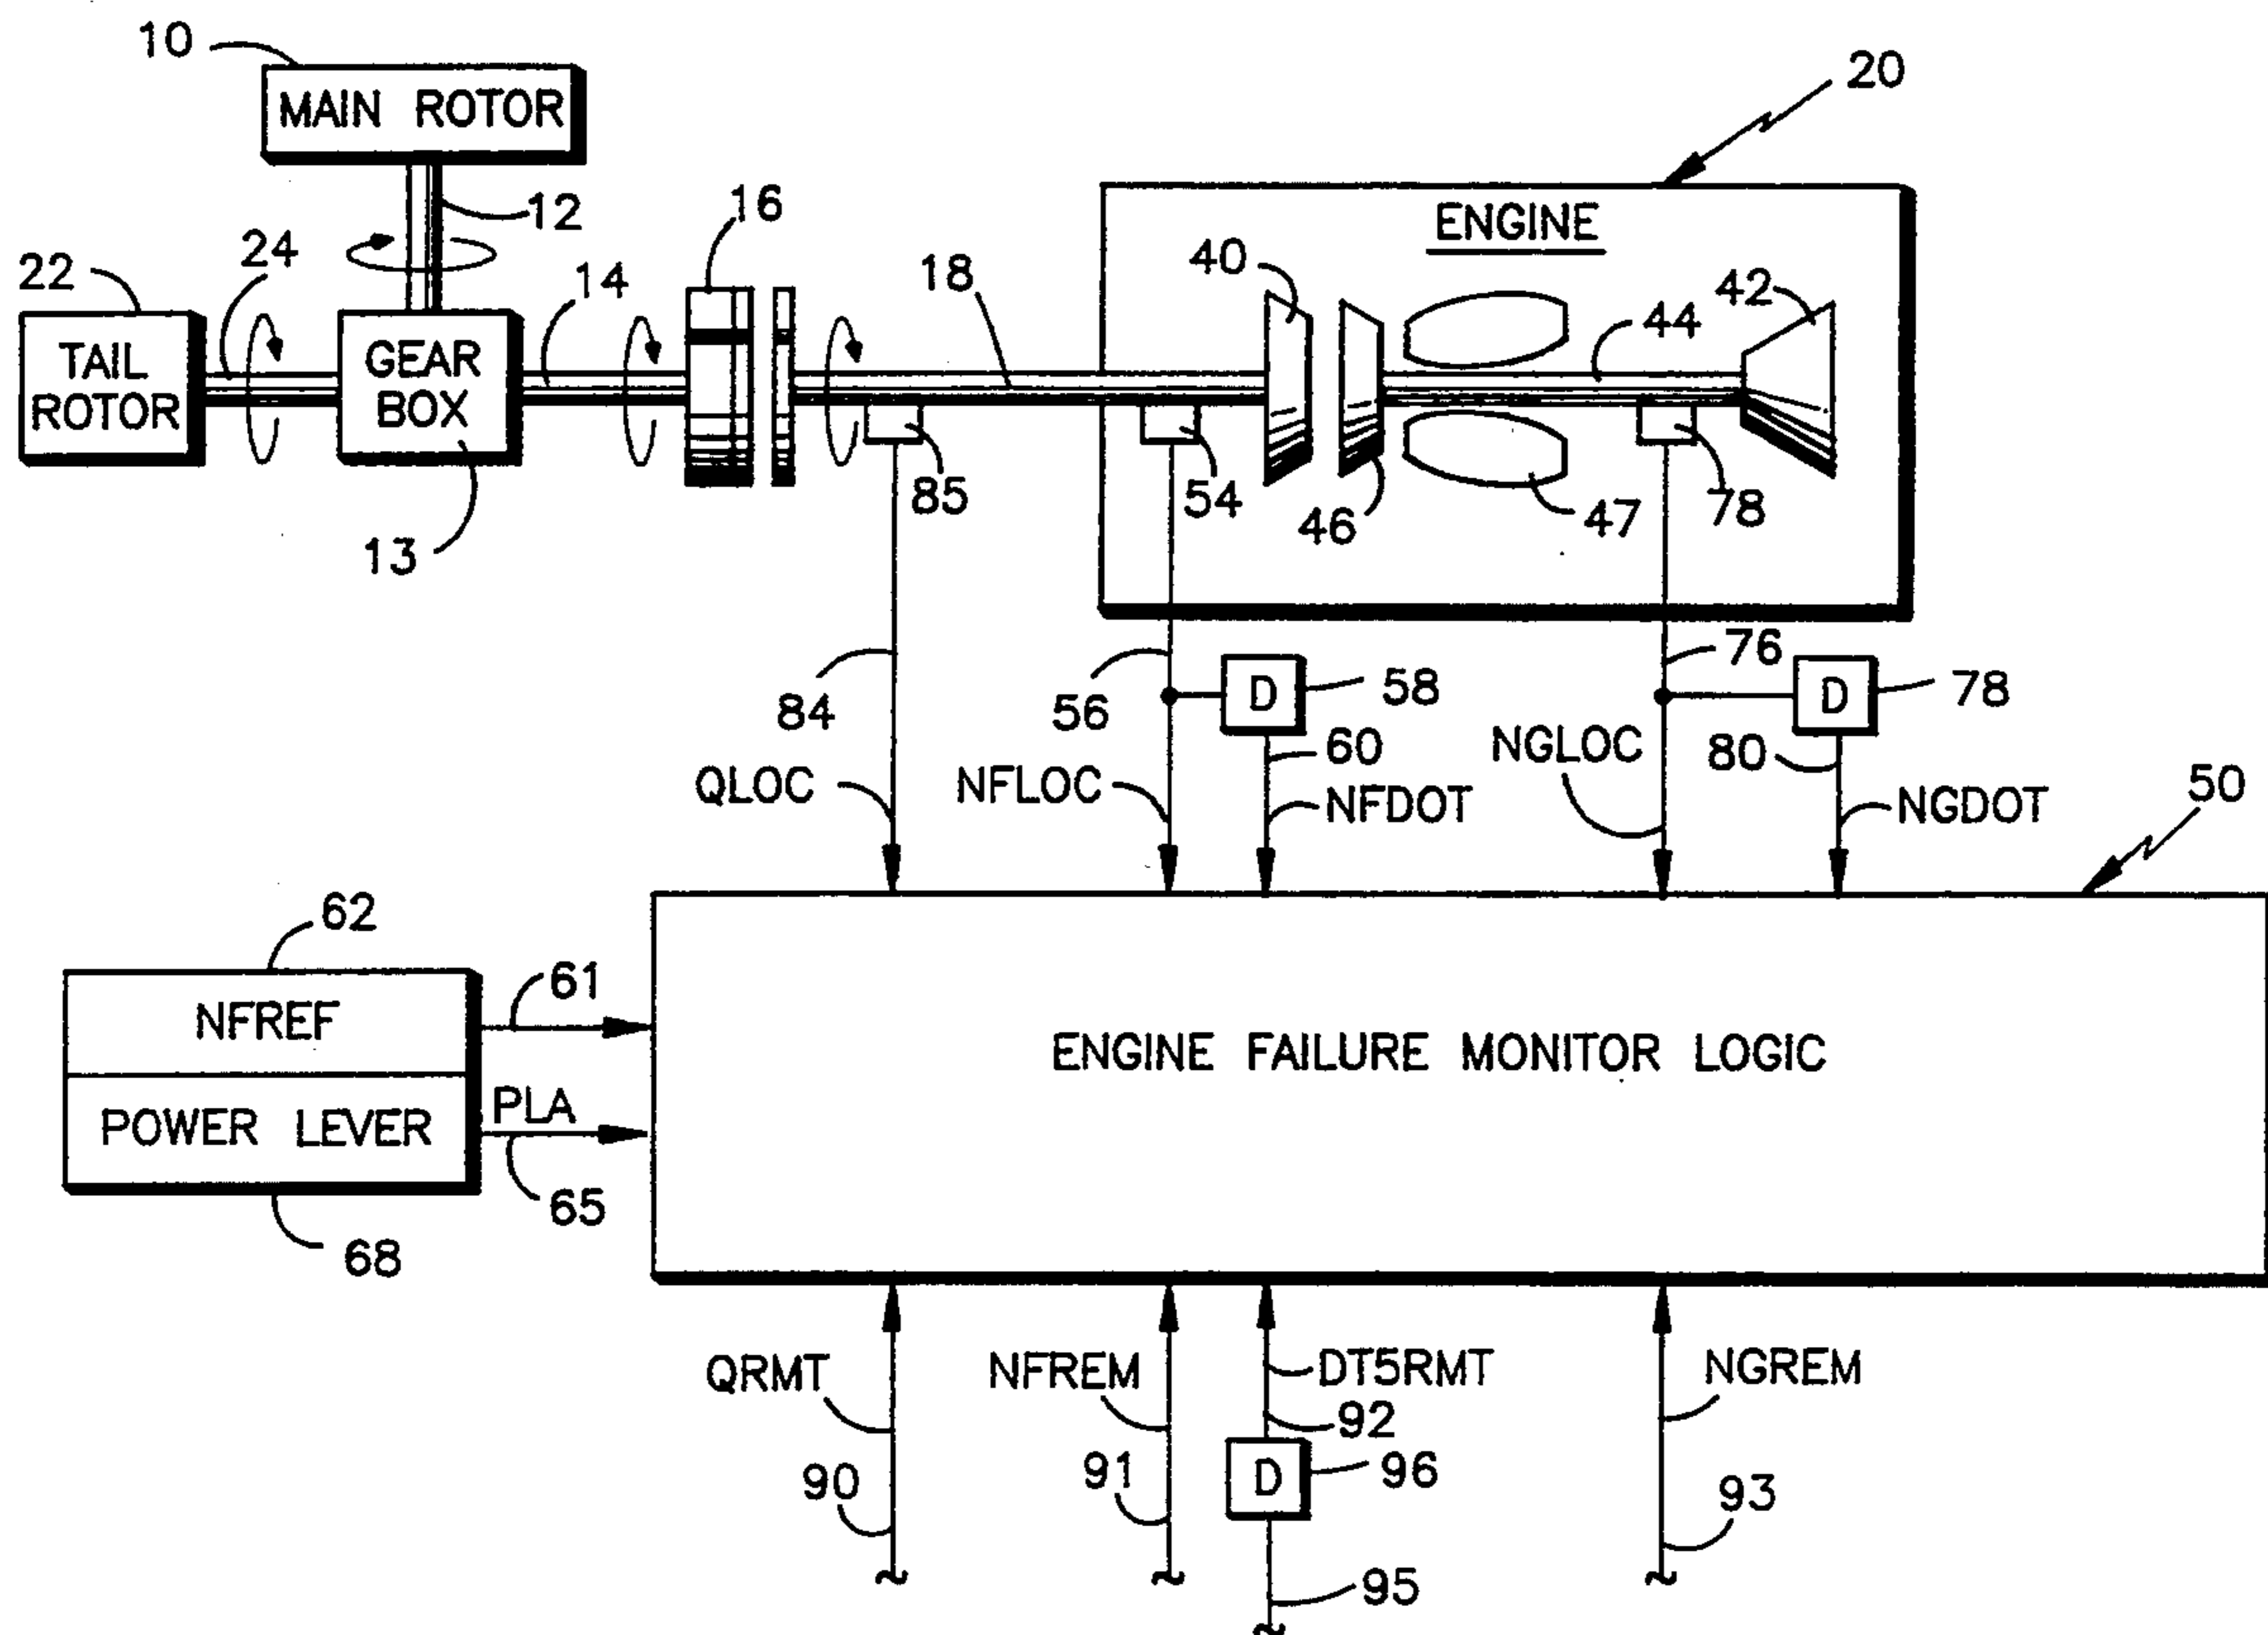 10
MAIN ROTOR
20
12
16
ENGINE
22
24
14
18
40
44
42
TAIL
ROTOR
GEAR
BOX
85
54
46
47
78
13
76
84
56
D
58
D
78
60
80
QLOC
NFLOC
NFDOT
NGLOC
NGDOT
50
62
NFREF
61
ENGINE FAILURE MONITOR LOGIC
POWER LEVER
PLA
65
68
QRMT
NFREM
DT5RMT
NGREM
92
90
91
D
96
93
95